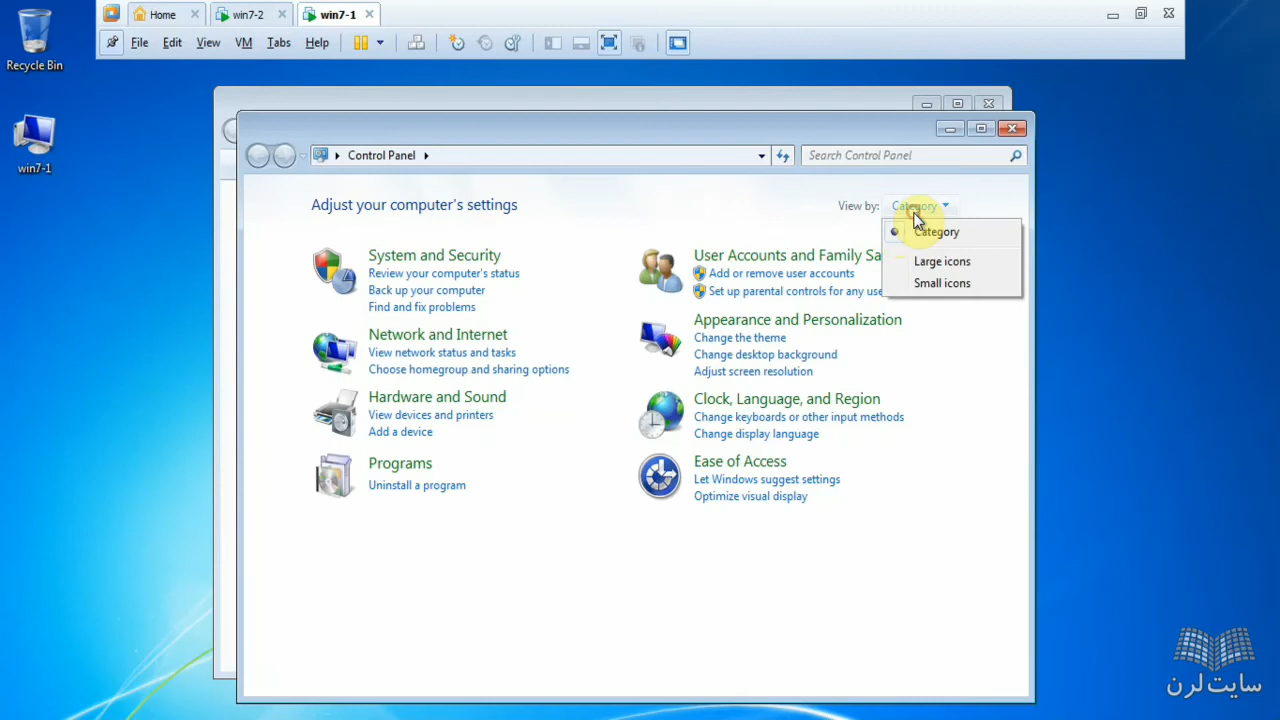 Home
win7-2
win7-1
File Edit View VM Tabs Help
Recycle Bin
win7-1
Control Panel
Search Control Panel
Adjust your computer's settings
View by: Category
Category
Large icons
Small icons
System and Security
Review your computer's status
Back up your computer
Find and fix problems
Network and Internet
View network status and tasks
Choose homegroup and sharing options
Hardware and Sound
View devices and printers
Add a device
Programs
Uninstall a program
User Accounts and Family Sa
Add or remove user accounts
Set up parental controls for any use
Appearance and Personalization
Change the theme
Change desktop background
Adjust screen resolution
Clock, Language, and Region
Change keyboards or other input methods
Change display language
Ease of Access
Let Windows suggest settings
Optimize visual display
سایت لرن